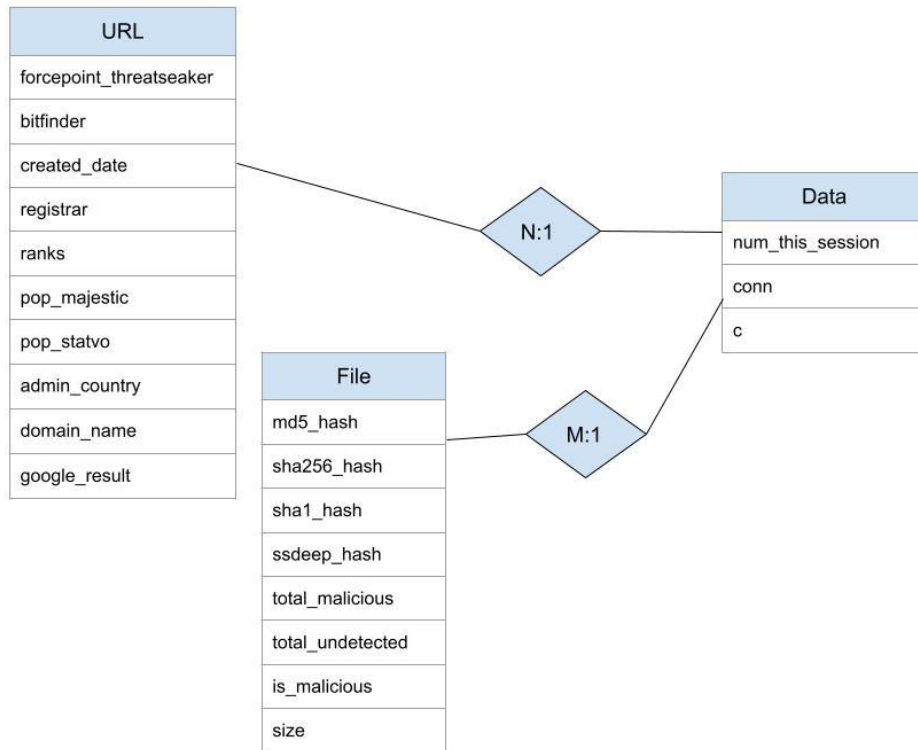 URL
forcepoint_threatseaker
bitfinder
created_date
registrar
ranks
pop_majestic
pop_statvo
admin_country
domain_name
google_result
N:1
Data
num_this_session
conn
c
File
md5_hash
sha256_hash
sha1_hash
ssdeep_hash
total_malicious
total_undetected
is_malicious
size
M:1